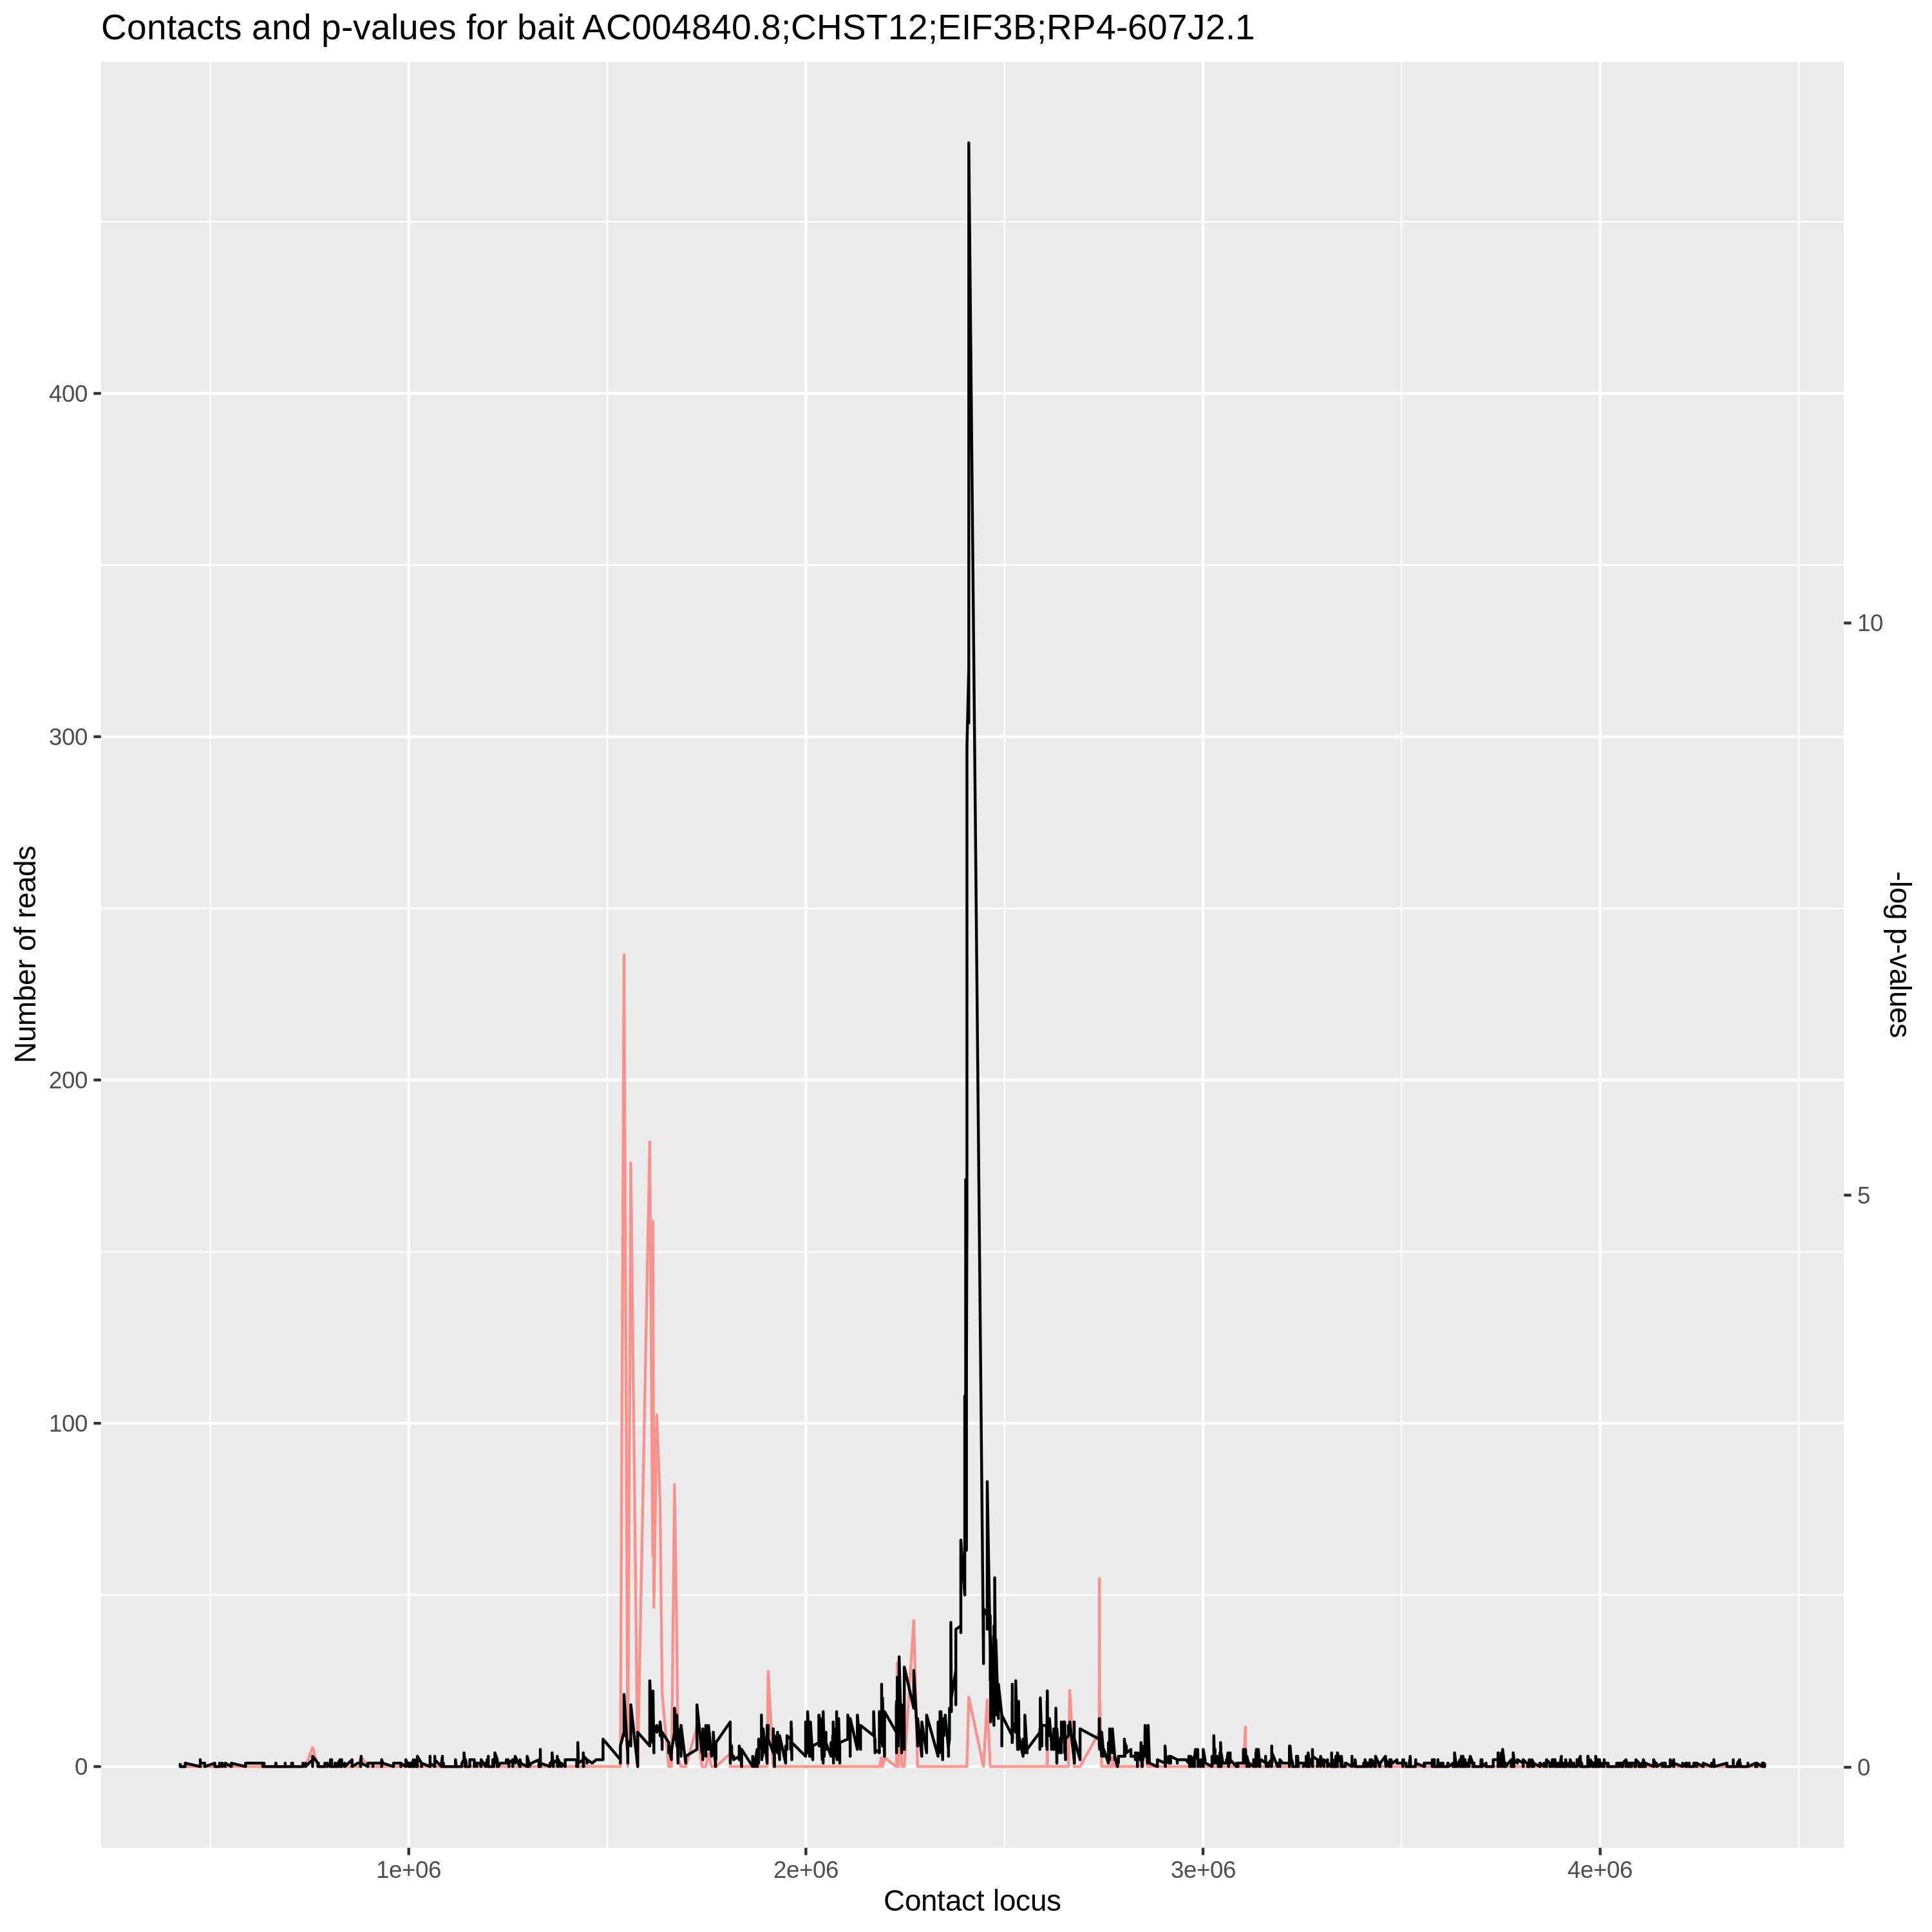 Contacts and p-values for bait AC004840.8;CHST12;EIF3B;RP4-607J2.1
400
300
200
100
0
Number of reads
10
5
0
-log p-values
1e+06
2e+06
3e+06
4e+06
Contact locus